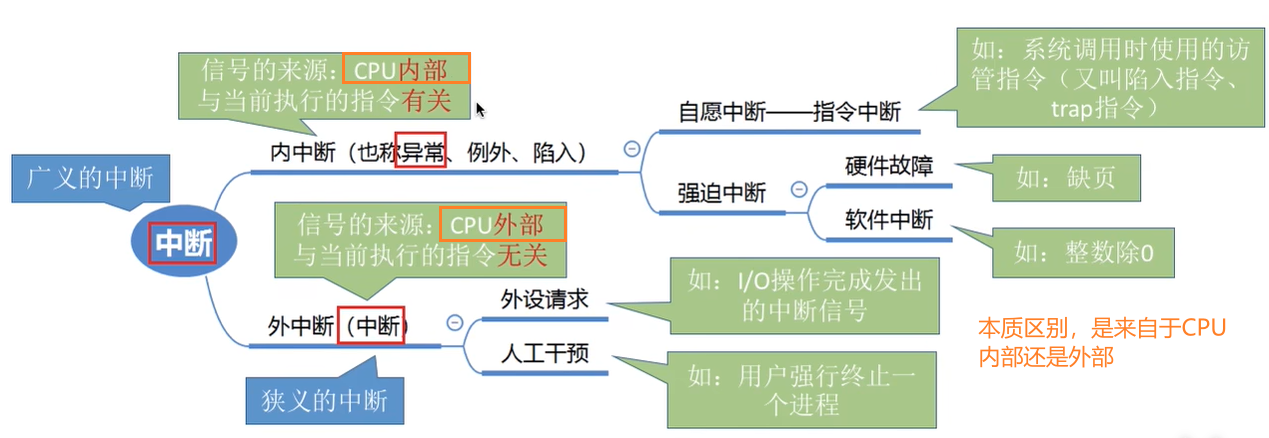 信号的来源：CPU内部
与当前执行的指令有关
如：系统调用时使用的访
管指令（又叫陷入指令、
trap指令）
自愿中断——指令中断
内中断（也称异常、例外、陷入）
硬件故障
如：缺页
强迫中断
软件中断
如：整数除0
广义的中断
中断
信号的来源：CPU外部
与当前执行的指令无关
外设请求
如：I/O操作完成发出
的中断信号
外中断（中断）
人工干预
如：用户强行终止一
个进程
狭义的中断
本质区别，是来自于CPU
内部还是外部